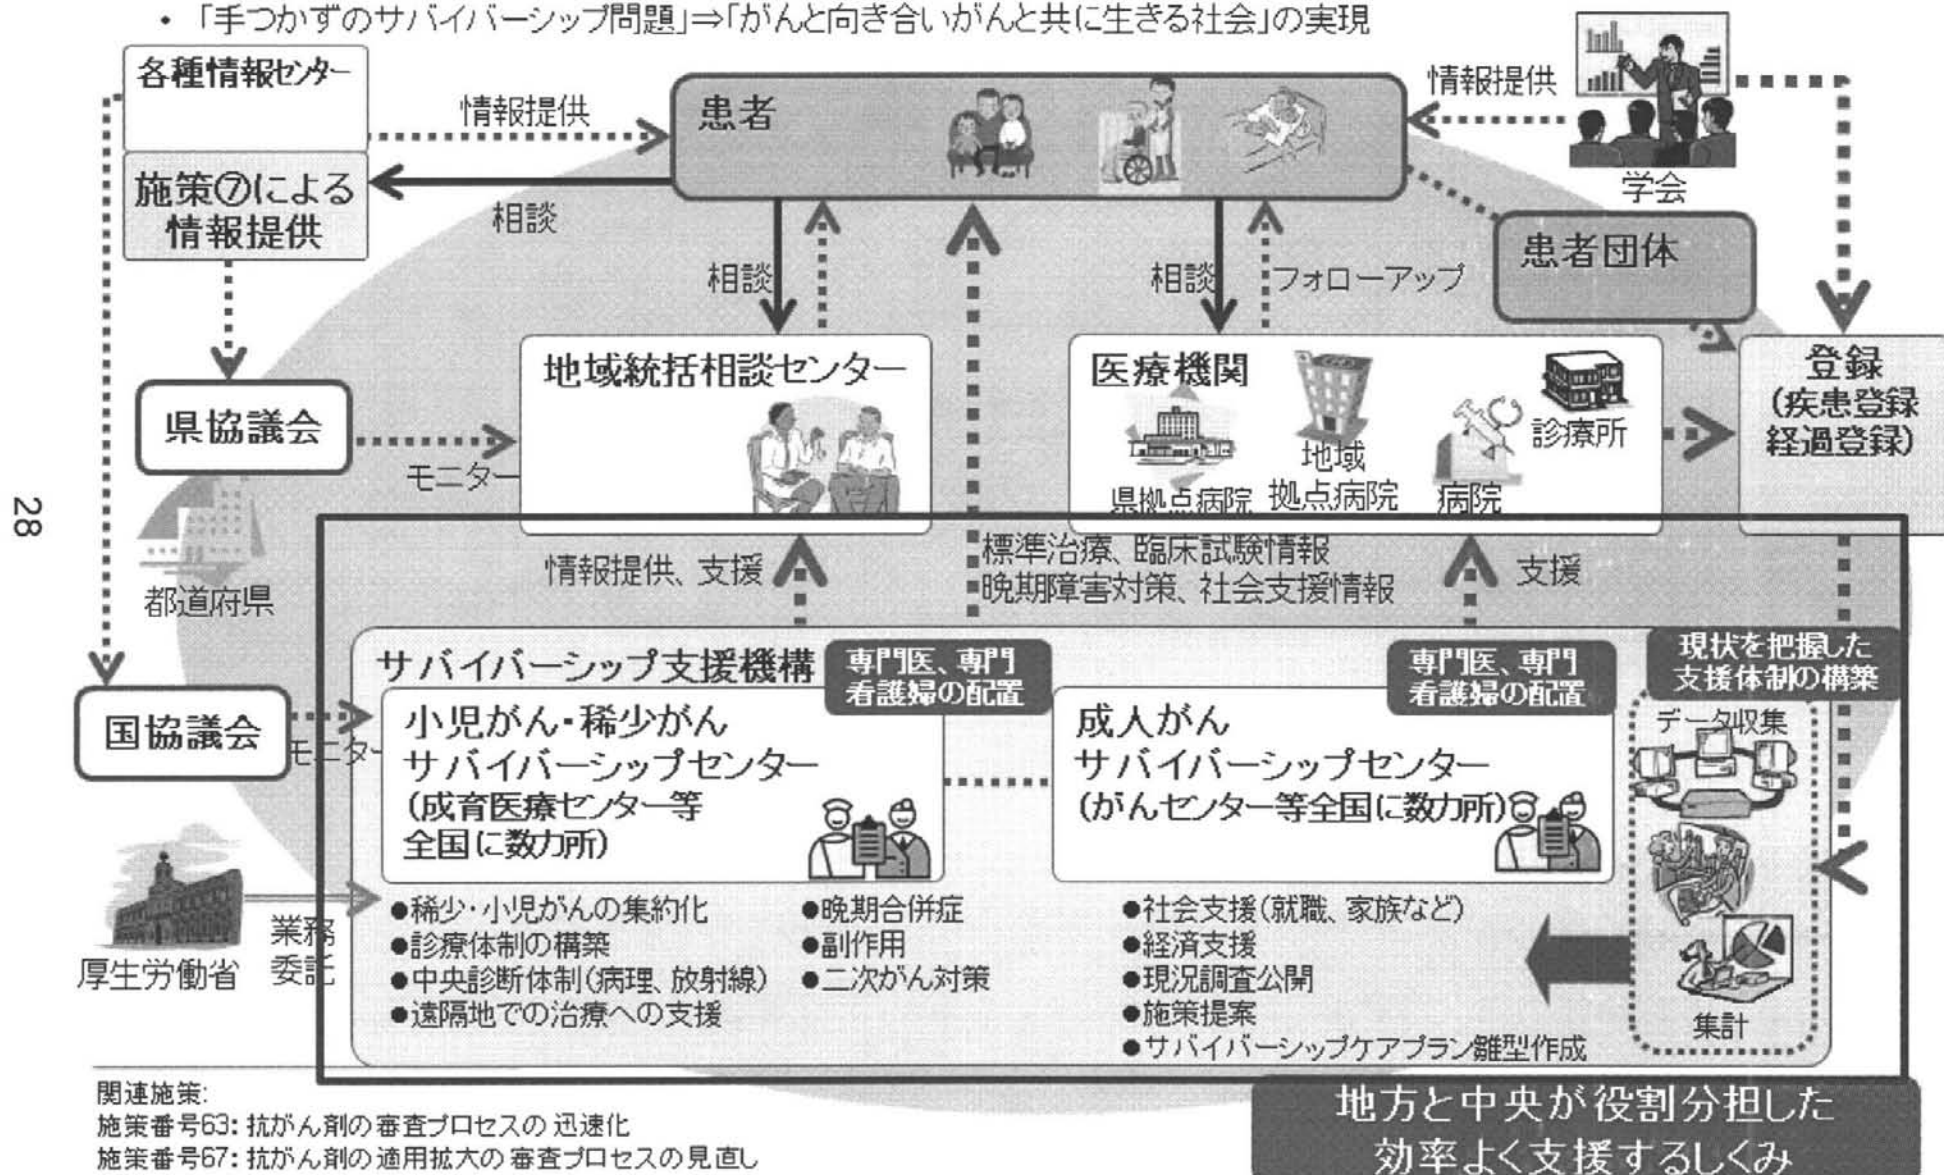 ・「手つかずのサバイバーシップ問題」⇒「がんと向き合いがんと共に生きる社会」の実現
各種情報センター
情報提供
患者
情報提供
学会
施策⑦による
情報提供
相談
相談
相談
フォローアップ
患者団体
地域統括相談センター
医療機関
県拠点病院
地域
拠点病院
病院
診療所
登録
(疾患登録
経過登録)
県協議会
モニター
都道府県
28
情報提供、支援
標準治療、臨床試験情報
晩期障害対策、社会支援情報
支援
サバイバーシップ支援機構
専門医、専門
看護婦の配置
専門医、専門
看護婦の配置
現状を把握した
支援体制の構築
国協議会
モニター
小児がん・稀少がん
サバイバーシップセンター
(成育医療センター等
全国に数カ所)
成人がん
サバイバーシップセンター
(がんセンター等全国に数カ所)
データ収集
集計
厚生労働省
業務
委託
●稀少・小児がんの集約化
●診療体制の構築
●中央診断体制(病理、放射線)
●遠隔地での治療への支援
●晩期合併症
●副作用
●二次がん対策
●社会支援(就職、家族など)
●経済支援
●現況調査公開
●施策提案
●サバイバーシップケアプラン雛型作成
関連施策:
施策番号63:抗がん剤の審査プロセスの迅速化
施策番号67:抗がん剤の適用拡大の審査プロセスの見直し
地方と中央が役割分担した
効率よく支援するしくみ